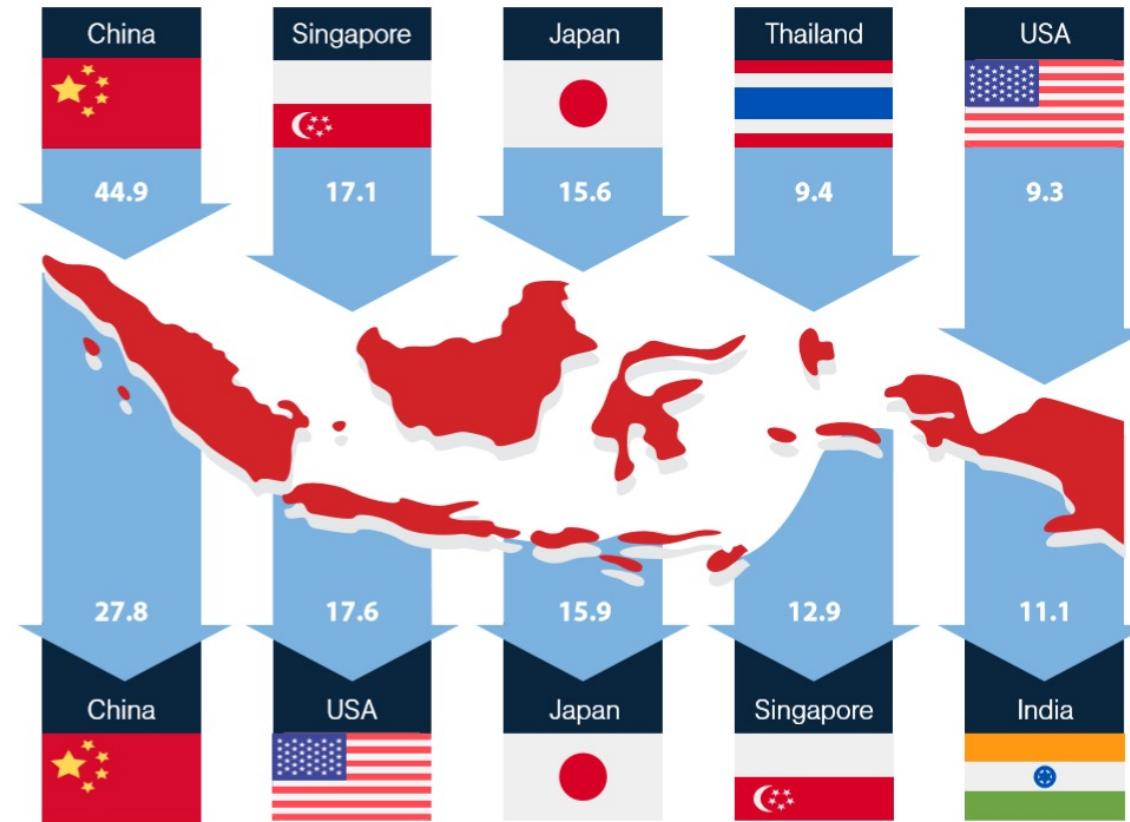 China
Singapore
Japan
Thailand
USA
44.9
17.1
15.6
9.4
9.3
27.8
17.6
15.9
12.9
11.1
China
USA
Japan
Singapore
India